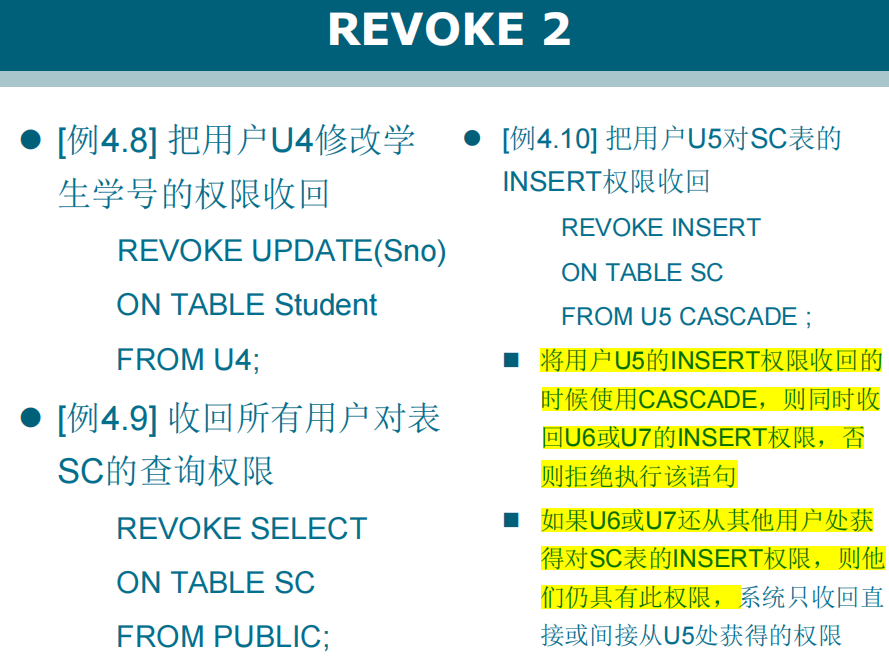 REVOKE 2
[例4.8] 把用户U4修改学
生学号的权限收回
REVOKE UPDATE(Sno)
ON TABLE Student
FROM U4;
[例4.9] 收回所有用户对表
SC的查询权限
REVOKE SELECT
ON TABLE SC
FROM PUBLIC;
[例4.10] 把用户U5对SC表的
INSERT权限收回
REVOKE INSERT
ON TABLE SC
FROM U5 CASCADE ;
将用户U5的INSERT权限收回的
时候使用CASCADE，则同时收
回U6或U7的INSERT权限，否
则拒绝执行该语句
如果U6或U7还从其他用户处获
得对SC表的INSERT权限，则他
们仍具有此权限，系统只收回直
接或间接从U5处获得的权限